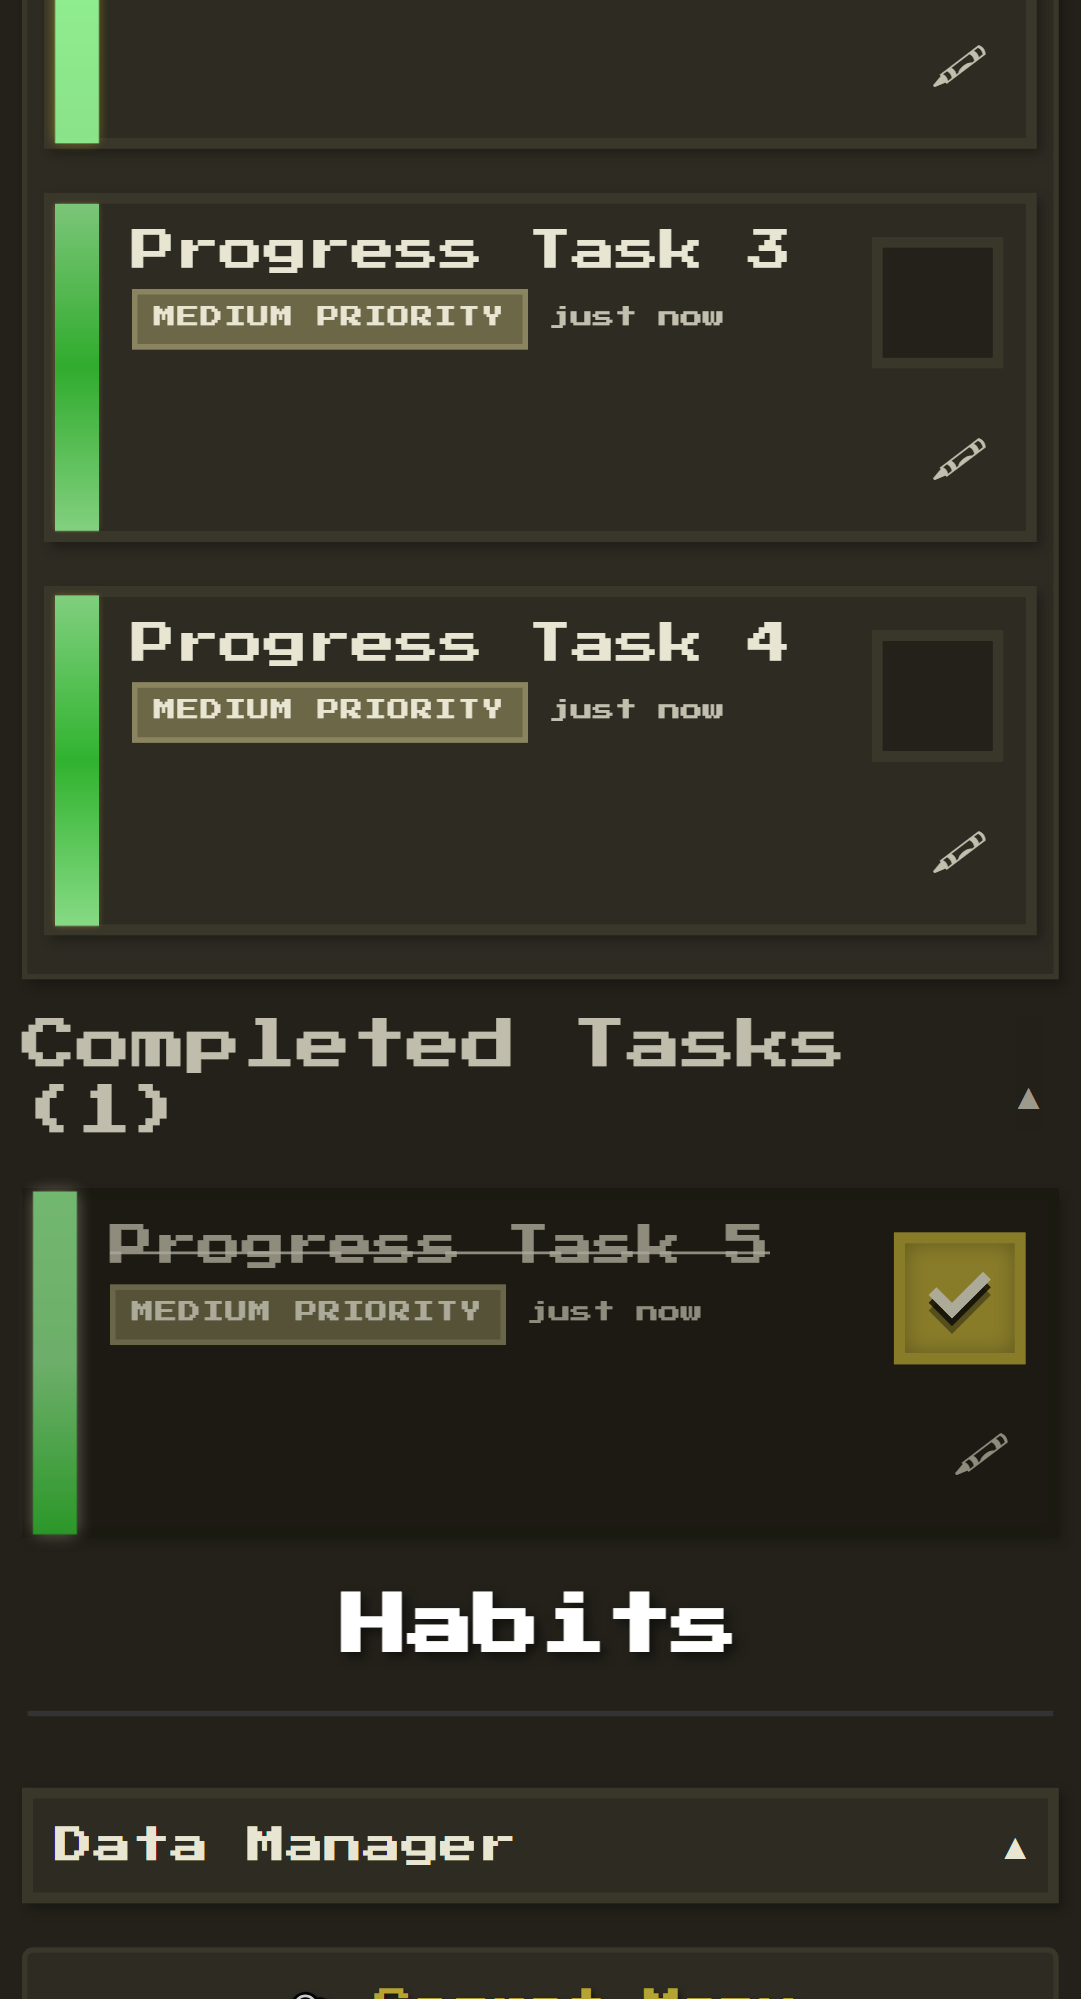 Progress Task 3
MEDIUM PRIORITY just now
Progress Task 4
MEDIUM PRIORITY just now
Completed Tasks
(1)
Progress Task 5
MEDIUM PRIORITY just now
Habits
Data Manager